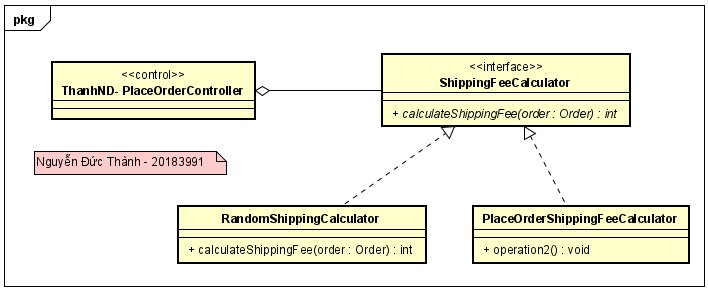 pkg
<<control>>
ThanhND- PlaceOrderController
<<interface>>
ShippingFeeCalculator
+ calculateShippingFee(order : Order) : int
Nguyễn Đức Thành - 20183991
RandomShippingCalculator
+ calculateShippingFee(order : Order) : int
PlaceOrderShippingFeeCalculator
+ operation2() : void